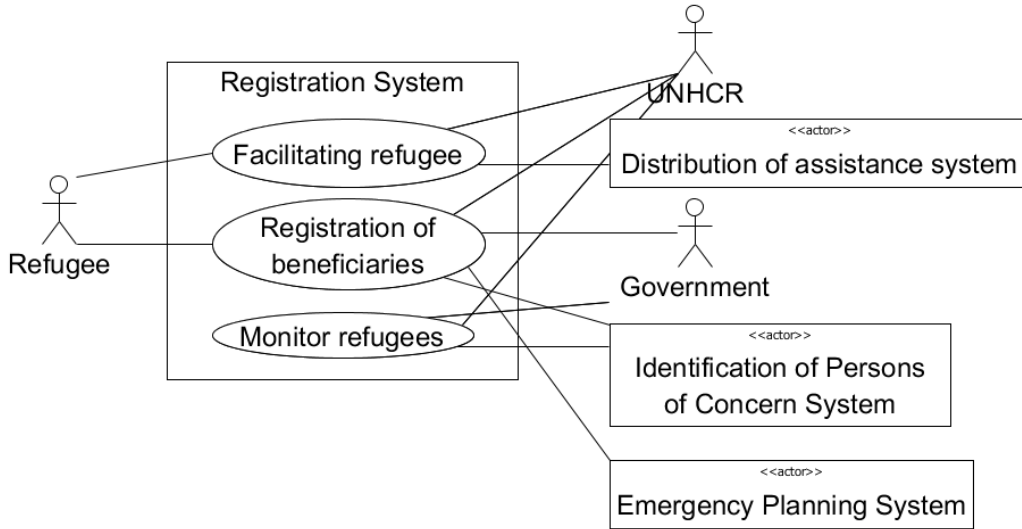 UNHCR
Registration System
<<actor>>
Distribution of assistance system
Facilitating refugee
Refugee
Registration of
beneficiaries
Government
Monitor refugees
<<actor>>
Identification of Persons
of Concern System
<<actor>>
Emergency Planning System